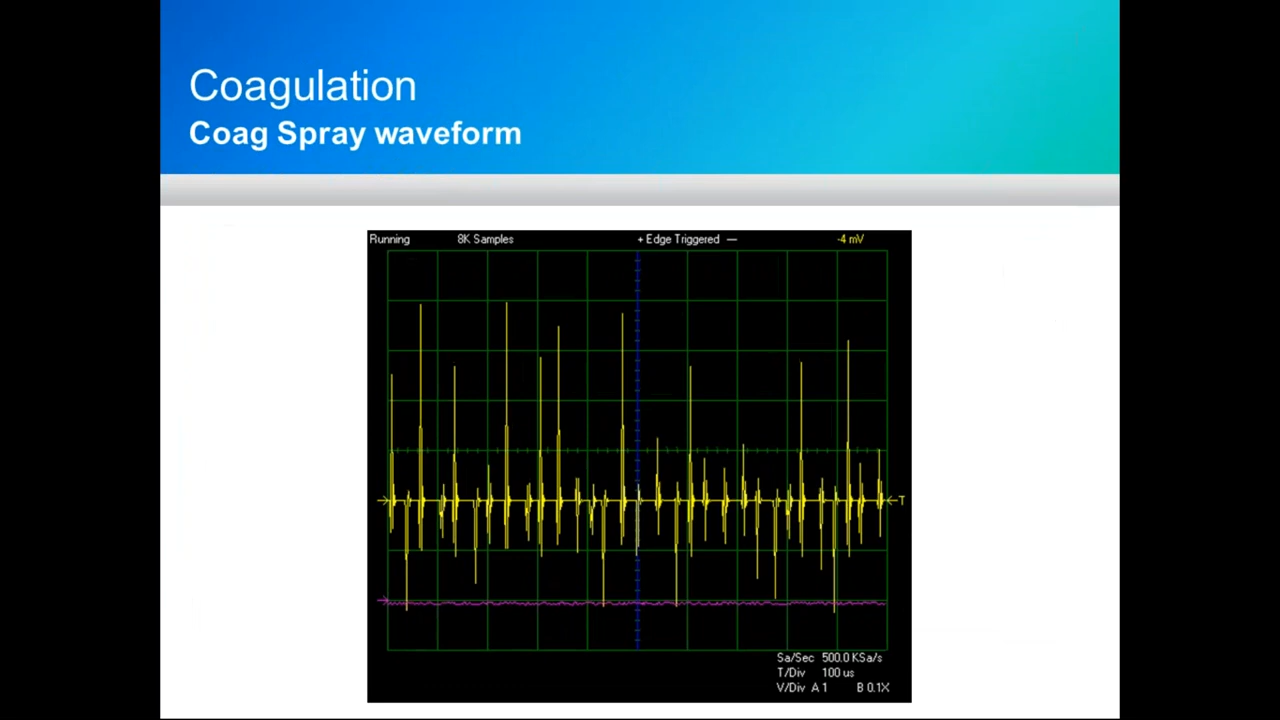 Coagulation
Coag Spray waveform
Running 8K Samples + Edge Triggered — -4 mV
T
Sa/Sec 500.0 KSa/s
T/Div 100 us
V/Div A 1 B 0.1X